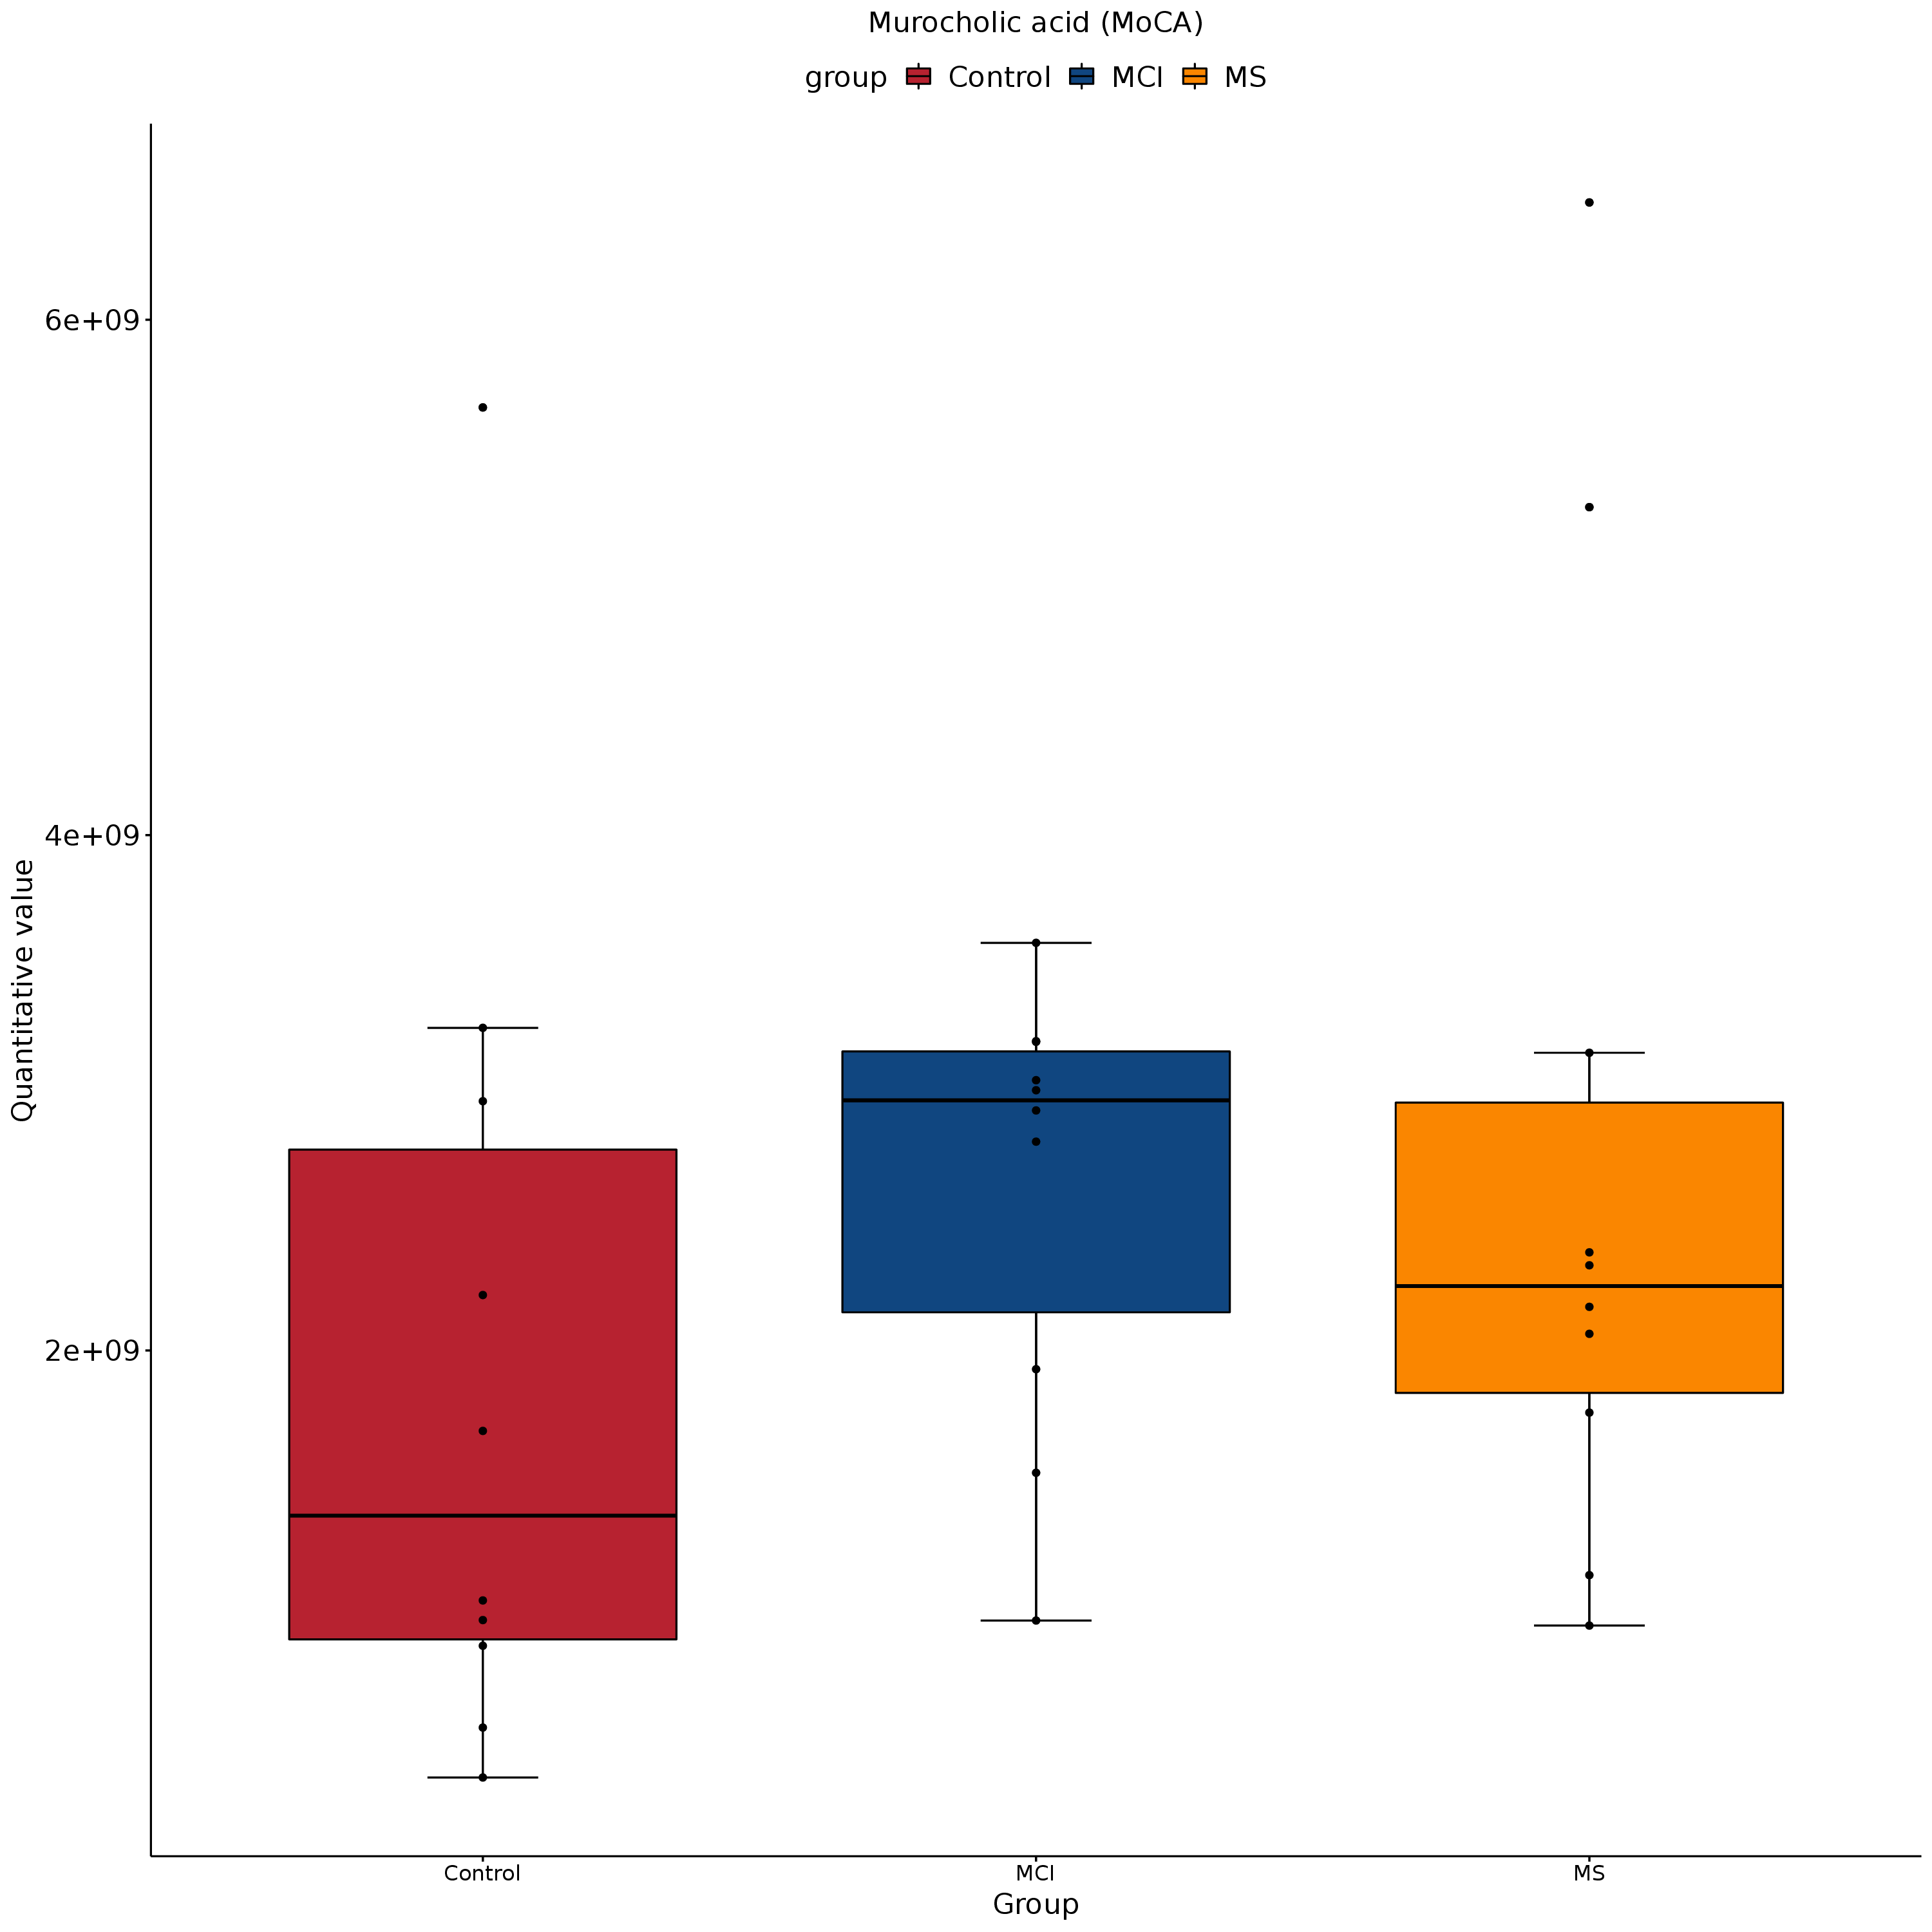 Murocholic acid (MoCA)
group Control MCI MS
6e+09
4e+09
2e+09
Quantitative value
Control MCI MS
Group